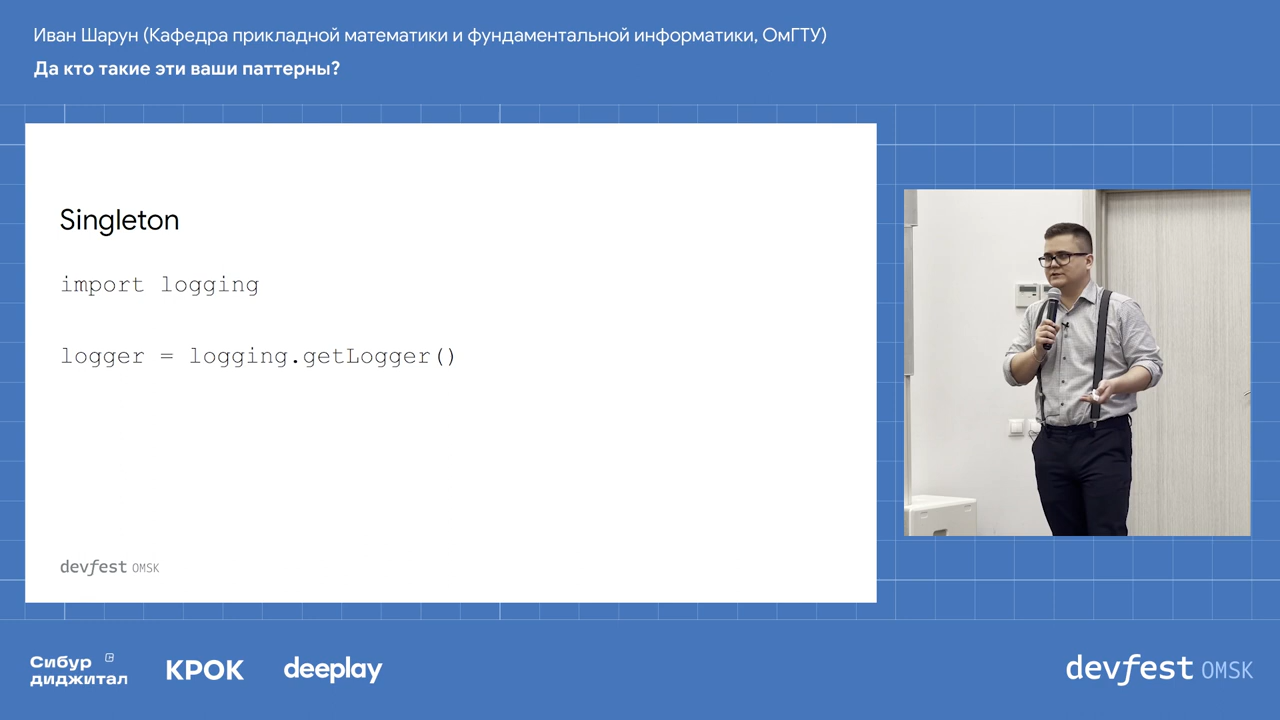 Иван Шарун (Кафедра прикладной математики и фундаментальной информатики, ОмГТУ)
Да кто такие эти ваши паттерны?
Singleton
import logging
logger = logging.getLogger()
devfest OMSK
Сибур
диджитал
КРОК
deeplay
devfest OMSK